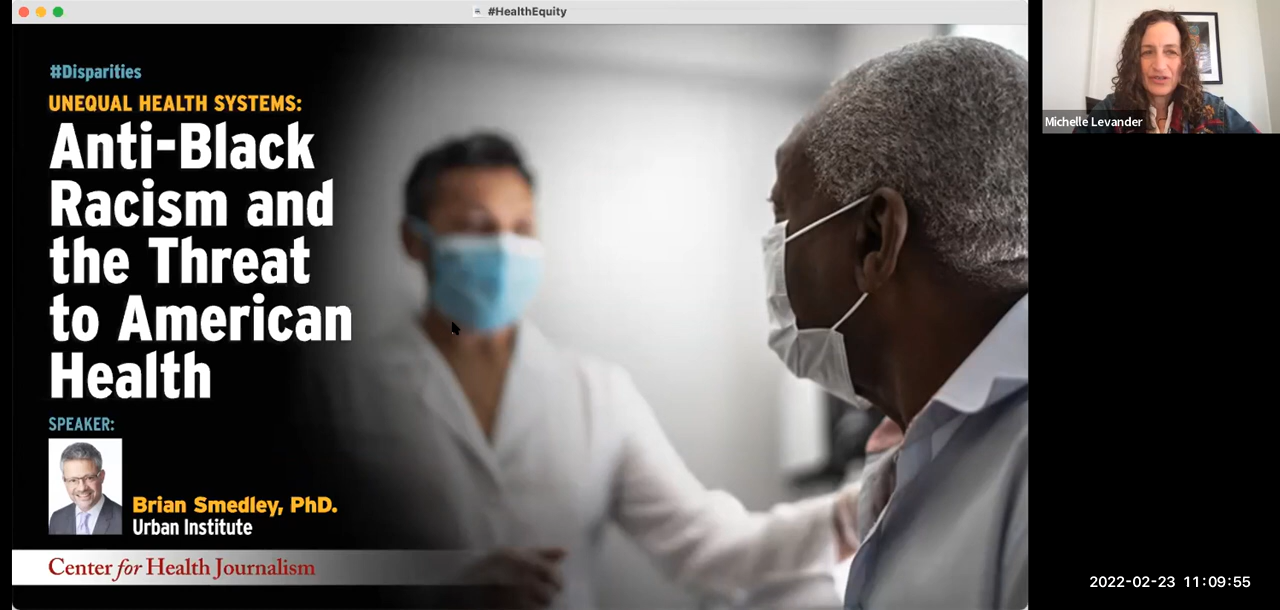 #HealthEquity
#Disparities
UNEQUAL HEALTH SYSTEMS:
Anti-Black
Racism and
the Threat
to American
Health
SPEAKER:
Brian Smedley, PhD.
Urban Institute
Center for Health Journalism
Michelle Levander
2022-02-23 11:09:55